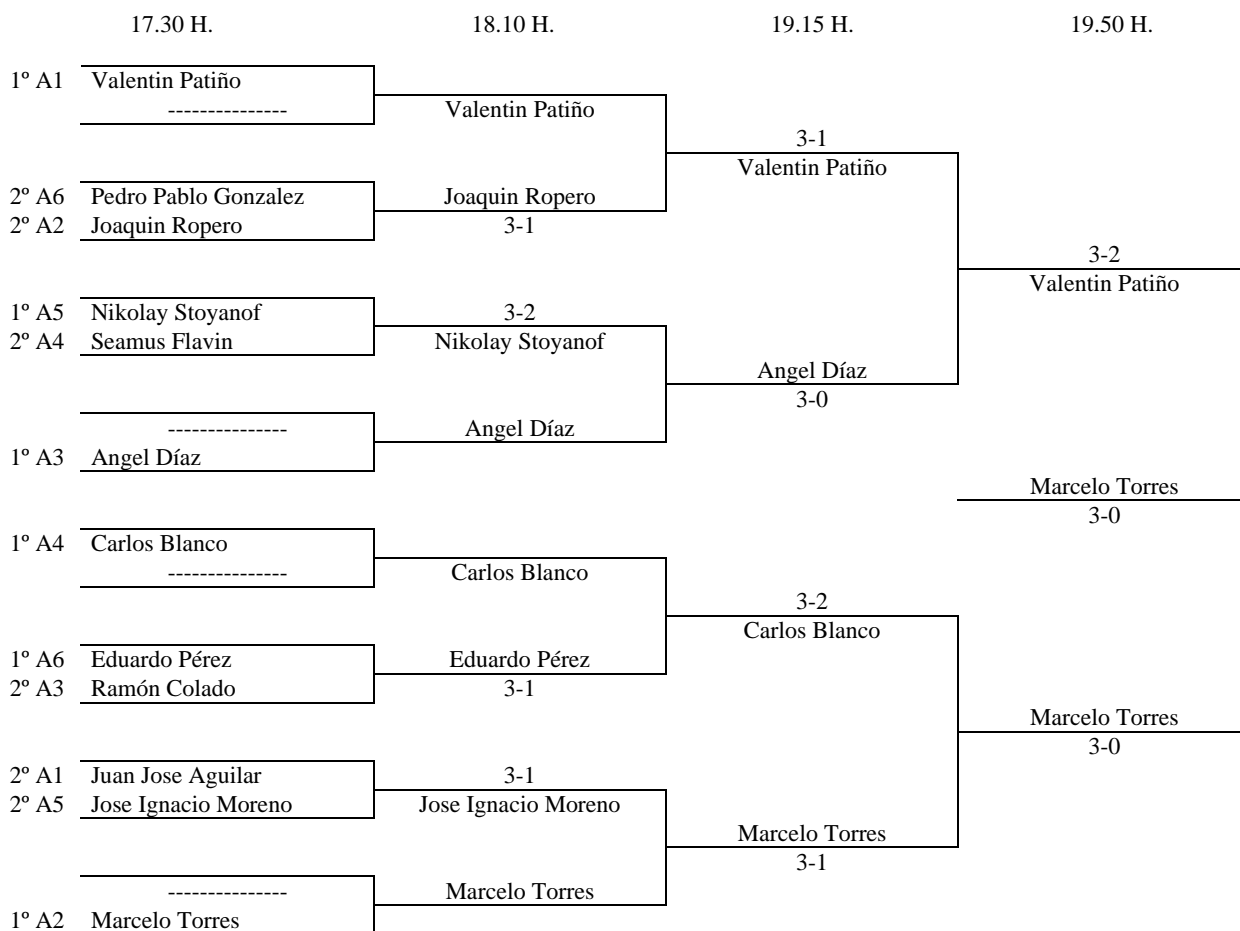 17.30 H. 18.10 H. 19.15 H. 19.50 H.
1º A1 Valentin Patiño
--------------- Valentin Patiño
3-1
Valentin Patiño
2º A6 Pedro Pablo Gonzalez Joaquin Ropero
2º A2 Joaquin Ropero 3-1
3-2
Valentin Patiño
1º A5 Nikolay Stoyanof 3-2
2º A4 Seamus Flavin Nikolay Stoyanof
Angel Díaz
3-0
--------------- Angel Díaz
1º A3 Angel Díaz
Marcelo Torres
3-0
1º A4 Carlos Blanco
--------------- Carlos Blanco
3-2
Carlos Blanco
1º A6 Eduardo Pérez Eduardo Pérez
2º A3 Ramón Colado 3-1
Marcelo Torres
3-0
2º A1 Juan Jose Aguilar 3-1
2º A5 Jose Ignacio Moreno Jose Ignacio Moreno
Marcelo Torres
3-1
--------------- Marcelo Torres
1º A2 Marcelo Torres